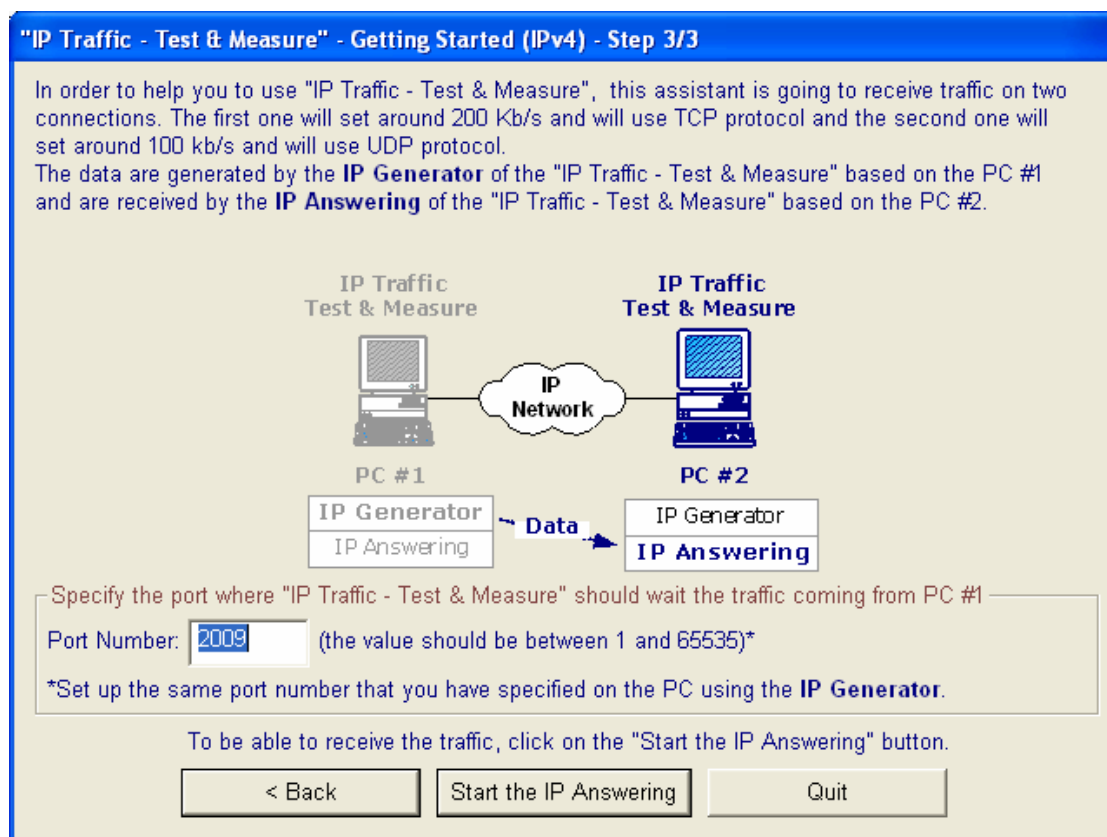 "IP Traffic - Test & Measure" - Getting Started (IPv4) - Step 3/3
In order to help you to use "IP Traffic - Test & Measure", this assistant is going to receive traffic on two
connections. The first one will set around 200 Kb/s and will use TCP protocol and the second one will
set around 100 kb/s and will use UDP protocol.
The data are generated by the IP Generator of the "IP Traffic - Test & Measure" based on the PC #1
and are received by the IP Answering of the "IP Traffic - Test & Measure" based on the PC #2.
IP Traffic
Test & Measure
IP Traffic
Test & Measure
IP
Network
PC #1
PC #2
IP Generator
IP Answering
Data
IP Generator
IP Answering
Specify the port where "IP Traffic - Test & Measure" should wait the traffic coming from PC #1
Port Number: 2009 (the value should be between 1 and 65535)*
*Set up the same port number that you have specified on the PC using the IP Generator.
To be able to receive the traffic, click on the "Start the IP Answering" button.
< Back Start the IP Answering Quit